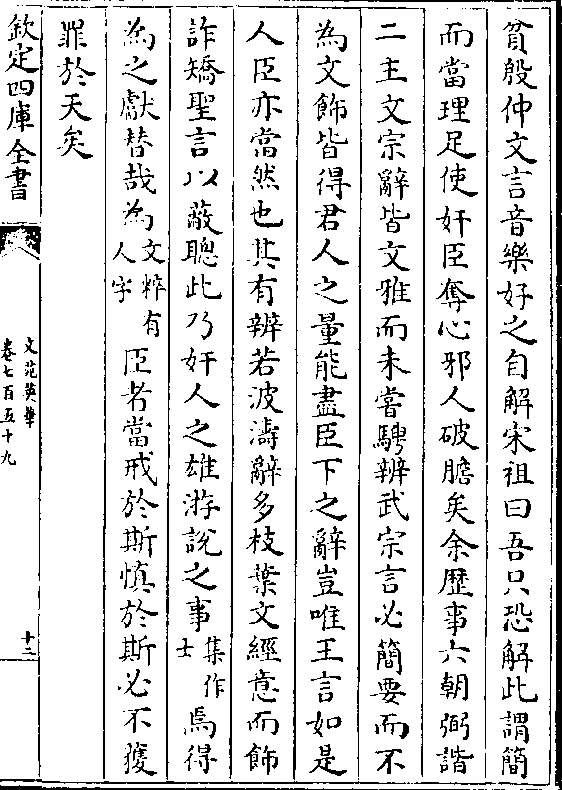 貧殷仲文言音樂好之自解宋祖曰吾只恐解此謂簡
而當理足使奸臣奪心邪人破膽矣余歴事六朝弼諧
二主文宗辭皆文雅而未嘗騁辨武宗言必簡要而不
為文飾皆得君人之量能盡臣下之辭豈唯王言如是
人臣亦當然也其有辨若波濤辭多枝葉文經意而飾
詐矯聖言以蔽聰此乃奸人之雄游說之事集作士焉得
為之獻替哉為文粹有人字臣者當戒於斯慎於斯必不獲
罪於天矣
欽定四庫全書
文苑英華
卷七百五十九
十二